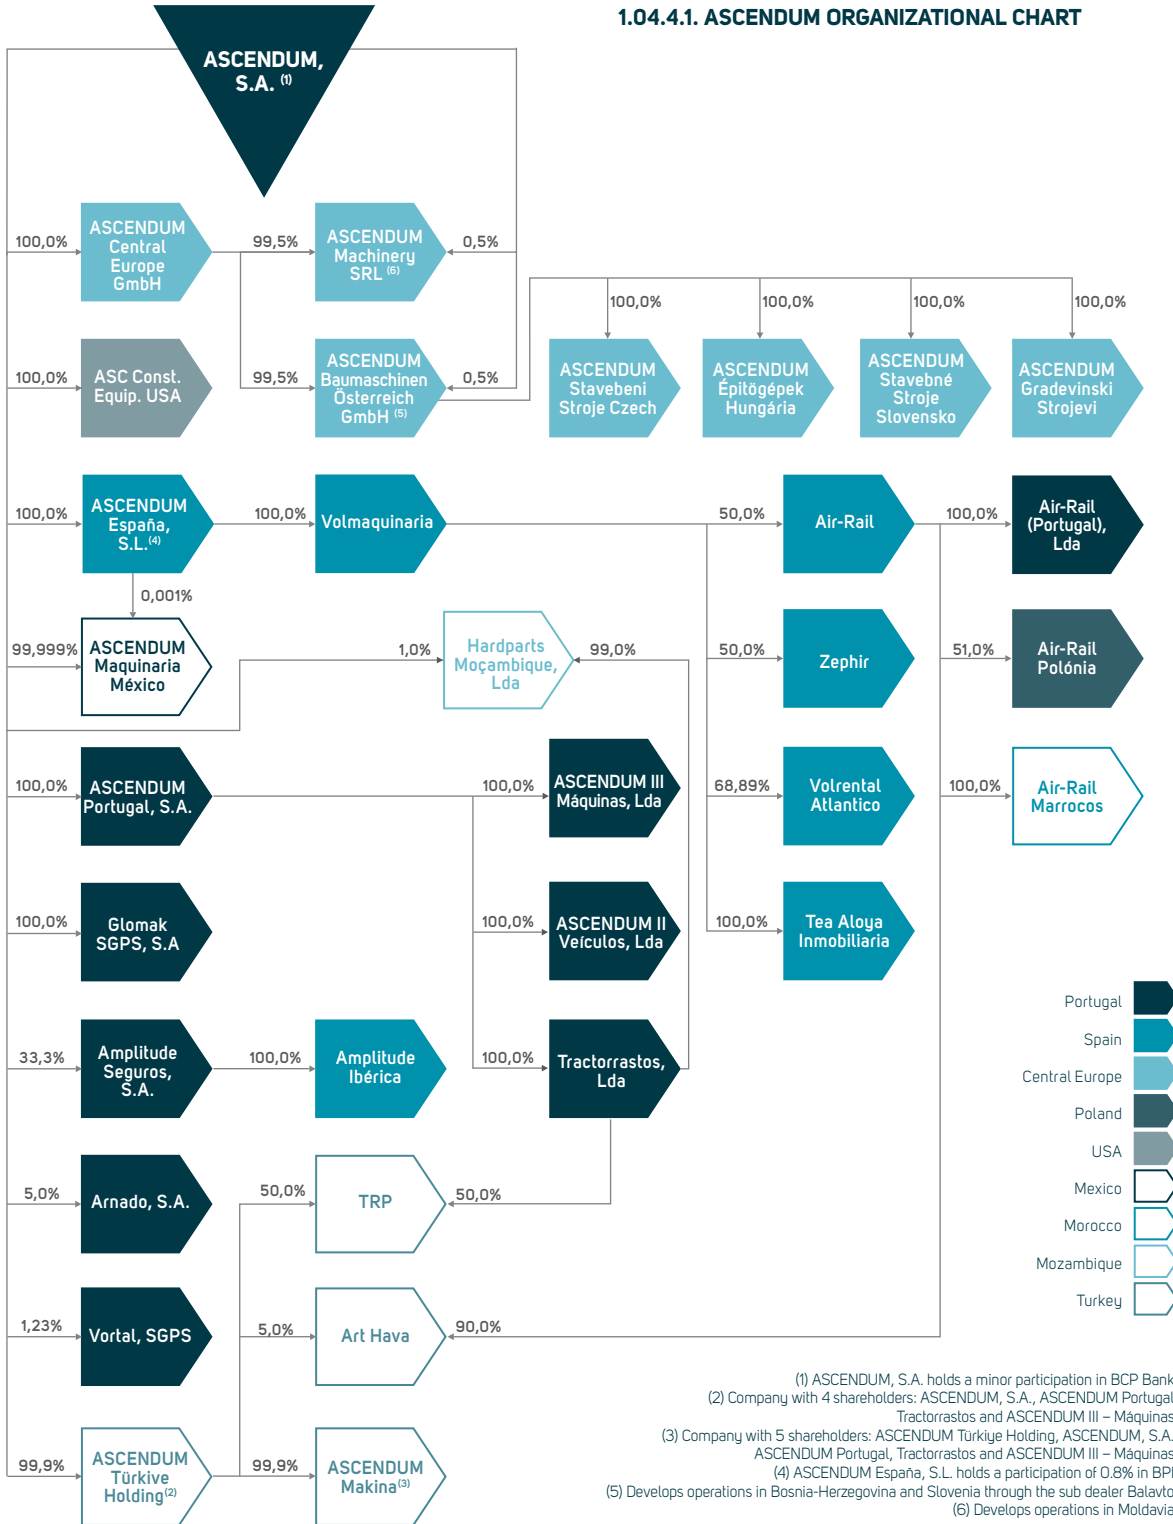 1.04.4.1. ASCENDUM ORGANIZATIONAL CHART
ASCENDUM,
S.A. (1)
100,0%
ASCENDUM
Central
Europe
GmbH
99,5%
ASCENDUM
Machinery
SRL (6)
0,5%
100,0%
100,0%
100,0%
100,0%
100,0%
ASC Const.
Equip. USA
99,5%
ASCENDUM
Baumaschinen
Österreich
GmbH (5)
0,5%
ASCENDUM
Stavebeni
Stroje Czech
ASCENDUM
Épitögépek
Hungária
ASCENDUM
Stavebné
Stroje
Slovensko
ASCENDUM
Gradevinski
Strojevi
100,0%
ASCENDUM
España,
S.L.(4)
100,0%
Volmaquinaria
50,0%
Air-Rail
100,0%
Air-Rail
(Portugal),
Lda
0,001%
99,999%
ASCENDUM
Maquinaria
México
1,0%
Hardparts
Moçambique,
Lda
99,0%
50,0%
Zephir
51,0%
Air-Rail
Polónia
100,0%
ASCENDUM
Portugal, S.A.
100,0%
ASCENDUM III
Máquinas, Lda
68,89%
Volrental
Atlantico
100,0%
Air-Rail
Marrocos
100,0%
Glomak
SGPS, S.A
100,0%
ASCENDUM II
Veículos, Lda
100,0%
Tea Aloya
Inmobiliaria
33,3%
Amplitude
Seguros,
S.A.
100,0%
Amplitude
Ibérica
100,0%
Tractorrastos,
Lda
5,0%
Arnado, S.A.
50,0%
TRP
50,0%
1,23%
Vortal, SGPS
5,0%
Art Hava
90,0%
99,9%
ASCENDUM
Türkive
Holding(2)
99,9%
ASCENDUM
Makina(3)
Portugal
Spain
Central Europe
Poland
USA
Mexico
Morocco
Mozambique
Turkey
(1) ASCENDUM, S.A. holds a minor participation in BCP Bank
(2) Company with 4 shareholders: ASCENDUM, S.A., ASCENDUM Portugal
Tractorrastos and ASCENDUM III – Máquinas
(3) Company with 5 shareholders: ASCENDUM Türkiye Holding, ASCENDUM, S.A.
ASCENDUM Portugal, Tractorrastos and ASCENDUM III – Máquinas
(4) ASCENDUM España, S.L. holds a participation of 0.8% in BPI
(5) Develops operations in Bosnia-Herzegovina and Slovenia through the sub dealer Balavto
(6) Develops operations in Moldavia